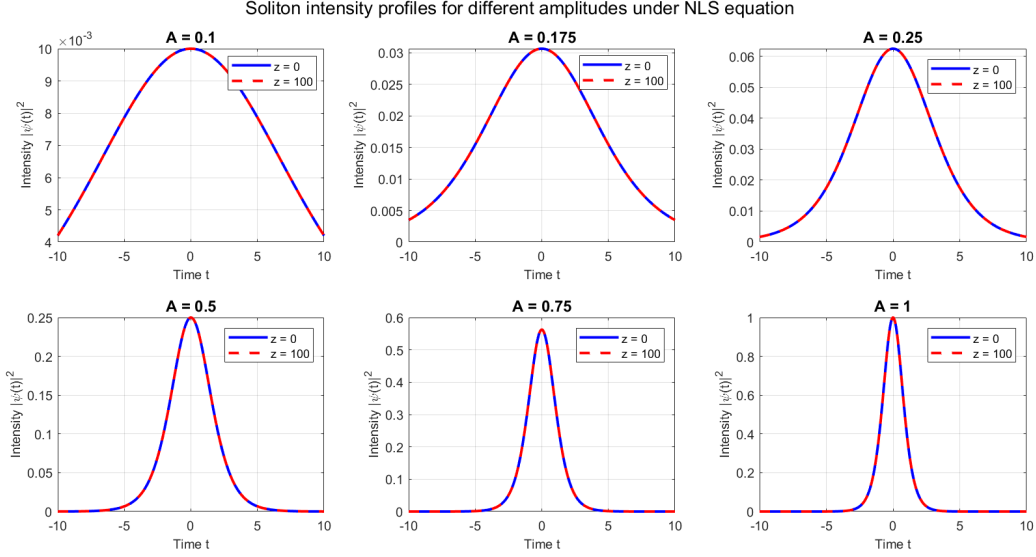 Soliton intensity profiles for different amplitudes under NLS equation
×10⁻³
A = 0.1
10
9
8
7
6
5
4
-10 -5 0 5 10
Time t
Intensity |ψ(t)|²
z = 0
z = 100
A = 0.175
0.03
0.025
0.02
0.015
0.01
0.005
0
-10 -5 0 5 10
Time t
Intensity |ψ(t)|²
z = 0
z = 100
A = 0.25
0.06
0.05
0.04
0.03
0.02
0.01
0
-10 -5 0 5 10
Time t
Intensity |ψ(t)|²
z = 0
z = 100
A = 0.5
0.25
0.2
0.15
0.1
0.05
0
-10 -5 0 5 10
Time t
Intensity |ψ(t)|²
z = 0
z = 100
A = 0.75
0.6
0.5
0.4
0.3
0.2
0.1
0
-10 -5 0 5 10
Time t
Intensity |ψ(t)|²
z = 0
z = 100
A = 1
1
0.8
0.6
0.4
0.2
0
-10 -5 0 5 10
Time t
Intensity |ψ(t)|²
z = 0
z = 100